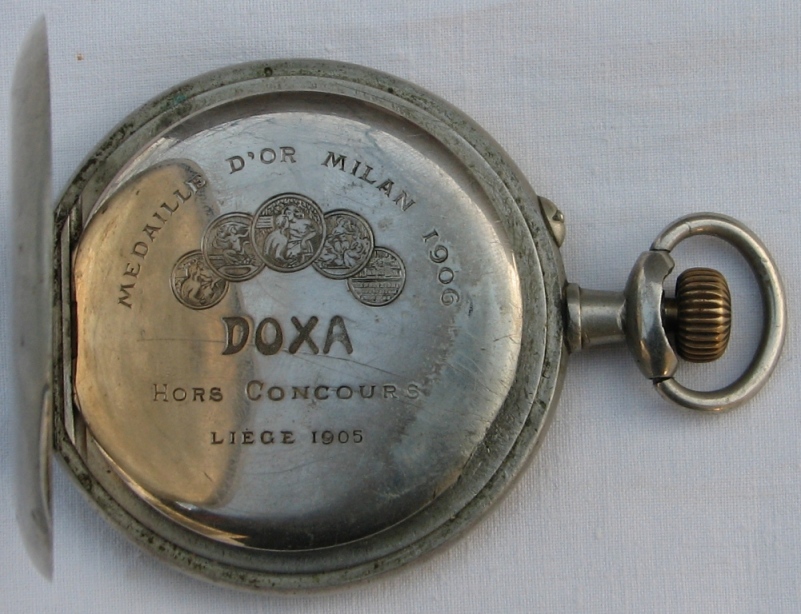 MEDAILLE D'OR MILAN 1906
DOXA
HORS CONCOURS
LIÈGE 1905